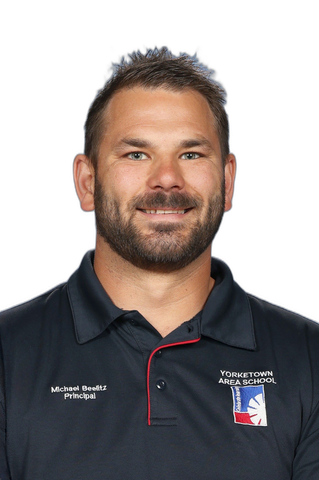 Michael Beelitz
Principal
YORKETOWN
AREA SCHOOL